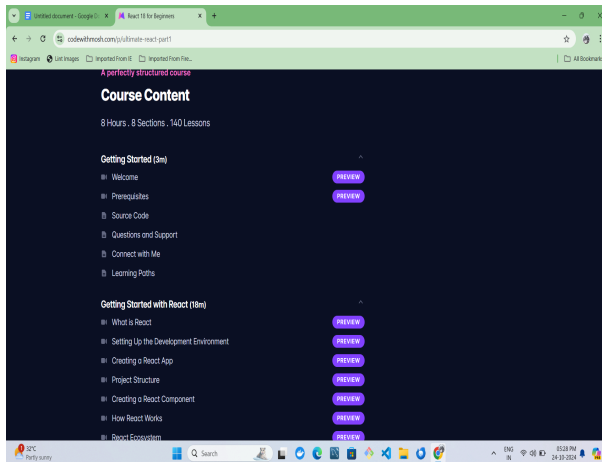 Untitled document - Google D
React 18 for Beginners
codewithmosh.com/p/ultimate-react-part1
Instagram
List Images
Imported From IE
Imported From Fire...
All Bookmarks
A perfectly structured course
Course Content
8 Hours . 8 Sections . 140 Lessons
Getting Started (3m)
Welcome PREVIEW
Prerequisites PREVIEW
Source Code
Questions and Support
Connect with Me
Learning Paths
Getting Started with React (18m)
What is React PREVIEW
Setting Up the Development Environment PREVIEW
Creating a React App PREVIEW
Project Structure PREVIEW
Creating a React Component PREVIEW
How React Works PREVIEW
React Ecosystem PREVIEW
32°C
Partly sunny
Search
ENG
IN
05:28 PM
24-10-2024